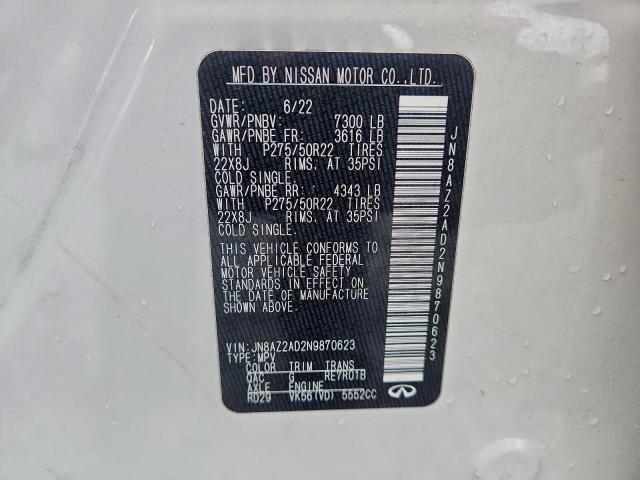 MFD BY NISSAN MOTOR CO.,LTD.
DATE: 6/22
GVWR/PNBV: 7300 LB
GAWR/PNBE FR: 3616 LB
WITH P275/50R22 TIRES
22X8J RIMS, AT 35PSI
COLD SINGLE.
GAWR/PNBE RR: 4343 LB
WITH P275/50R22 TIRES
22X8J RIMS, AT 35PSI
COLD SINGLE.
THIS VEHICLE CONFORMS TO
ALL APPLICABLE FEDERAL
MOTOR VEHICLE SAFETY
STANDARDS IN EFFECT ON
THE DATE OF MANUFACTURE
SHOWN ABOVE.
VIN: JN8AZ2AD2N9870623
TYPE: MPV
COLOR TRIM TRANS
QAC G RE7R01B
AXLE ENGINE
RD29 VK56(VD) 5552CC
JN8AZ2AD2N9870623